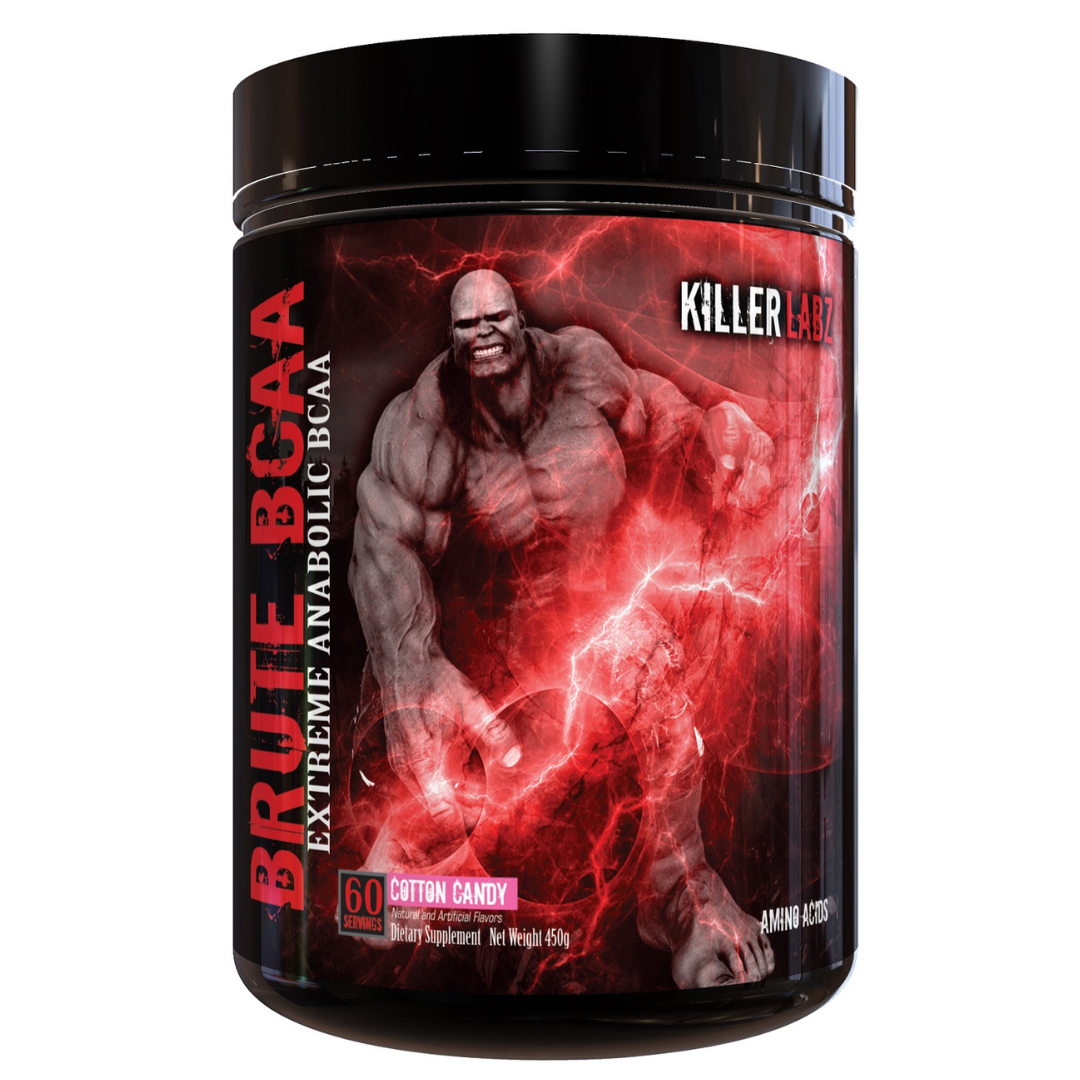 KILLER LABZ
BRUTE BCAA
EXTREME ANABOLIC BCAA
60
SERVINGS
COTTON CANDY
Natural and Artificial Flavors
Dietary Supplement Net Weight 450g
AMINO ACIDS